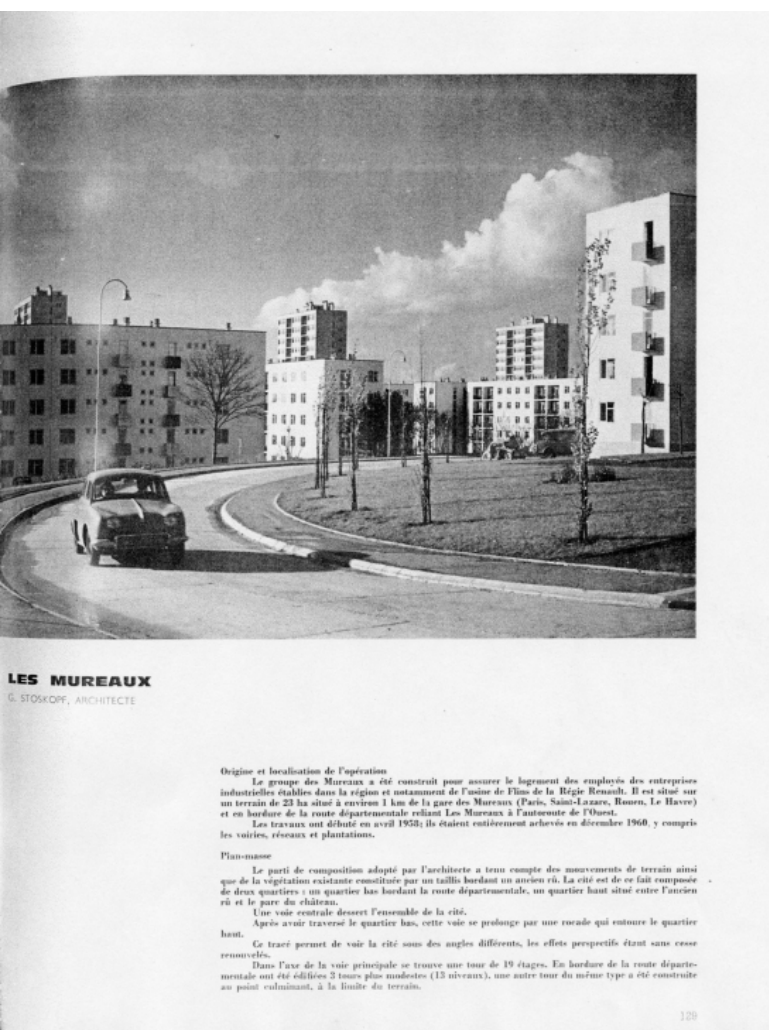 LES MUREAUX
G. STOSKOPF, ARCHITECTE
Origine et localisation de l'opération
Le groupe des Mureaux a été construit pour assurer le logement des employés des entreprises
industrielles établies dans la région et notamment de l'usine de Flins de la Régie Renault. Il est situé sur
un terrain de 23 ha situé à environ 1 km de la gare des Mureaux (Paris, Saint-Lazare, Rouen, Le Havre)
et en bordure de la route départementale reliant Les Mureaux à l'autoroute de l'Ouest.
Les travaux ont débuté en avril 1958; ils étaient entièrement achevés en décembre 1960, y compris
les voiries, réseaux et plantations.
Plan-masse
Le parti de composition adopté par l'architecte a tenu compte des mouvements de terrain ainsi
que de la végétation existante constituée par un taillis bordant un ancien rû. La cité est de ce fait composée
de deux quartiers : un quartier bas bordant la route départementale, un quartier haut situé entre l'ancien
rû et le parc du château.
Une voie centrale dessert l'ensemble de la cité.
Après avoir traversé le quartier bas, cette voie se prolonge par une rocade qui entoure le quartier
haut.
Ce tracé permet de voir la cité sous des angles différents, les effets perspectifs étant sans cesse
renouvelés.
Dans l'axe de la voie principale se trouve une tour de 19 étages. En bordure de la route départe-
mentale ont été édifiées 3 tours plus modestes (13 niveaux), une autre tour du même type a été construite
au point culminant, à la limite du terrain.
129